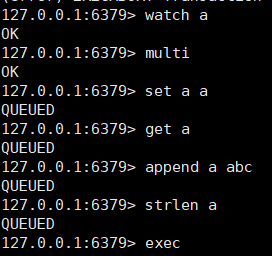 127.0.0.1:6379> watch a
OK
127.0.0.1:6379> multi
OK
127.0.0.1:6379> set a a
QUEUED
127.0.0.1:6379> get a
QUEUED
127.0.0.1:6379> append a abc
QUEUED
127.0.0.1:6379> strlen a
QUEUED
127.0.0.1:6379> exec